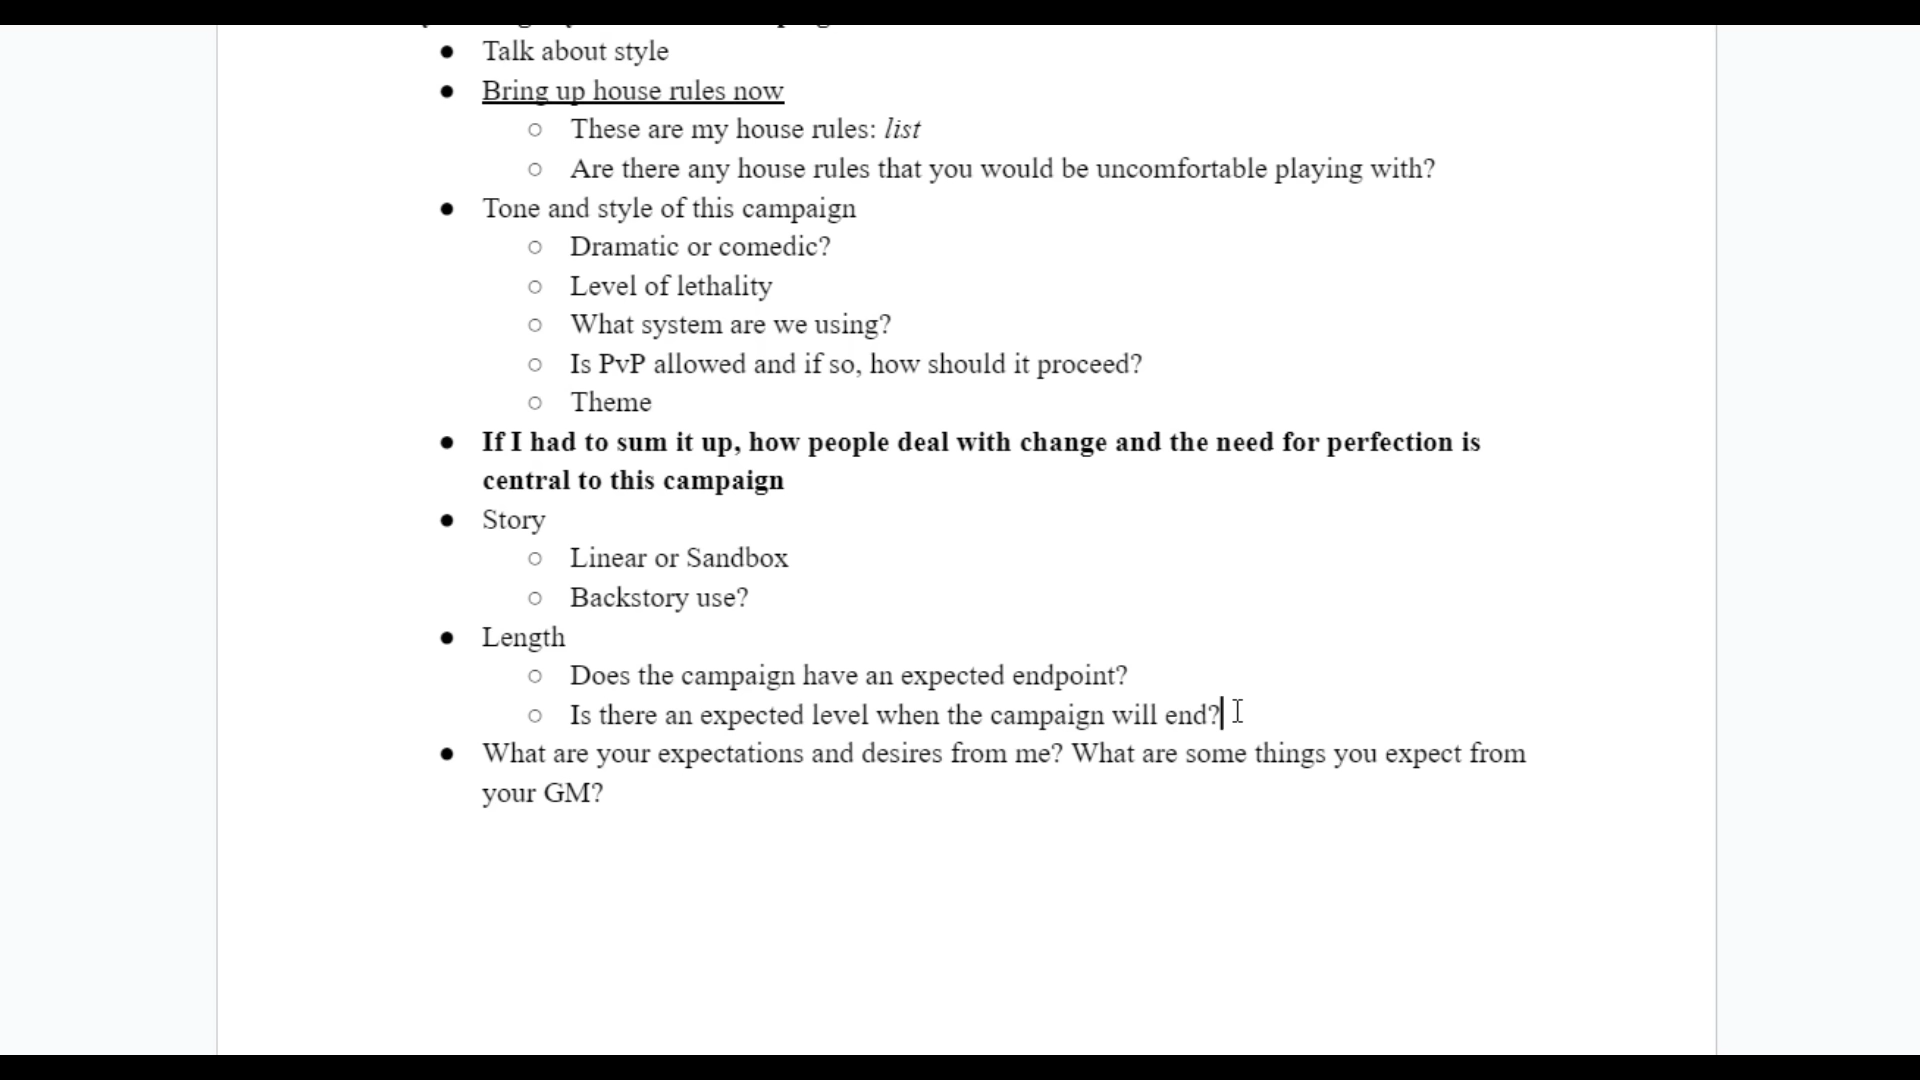 ● Talk about style
● Bring up house rules now
○ These are my house rules: list
○ Are there any house rules that you would be uncomfortable playing with?
● Tone and style of this campaign
○ Dramatic or comedic?
○ Level of lethality
○ What system are we using?
○ Is PvP allowed and if so, how should it proceed?
○ Theme
● If I had to sum it up, how people deal with change and the need for perfection is
central to this campaign
● Story
○ Linear or Sandbox
○ Backstory use?
● Length
○ Does the campaign have an expected endpoint?
○ Is there an expected level when the campaign will end?
● What are your expectations and desires from me? What are some things you expect from
your GM?